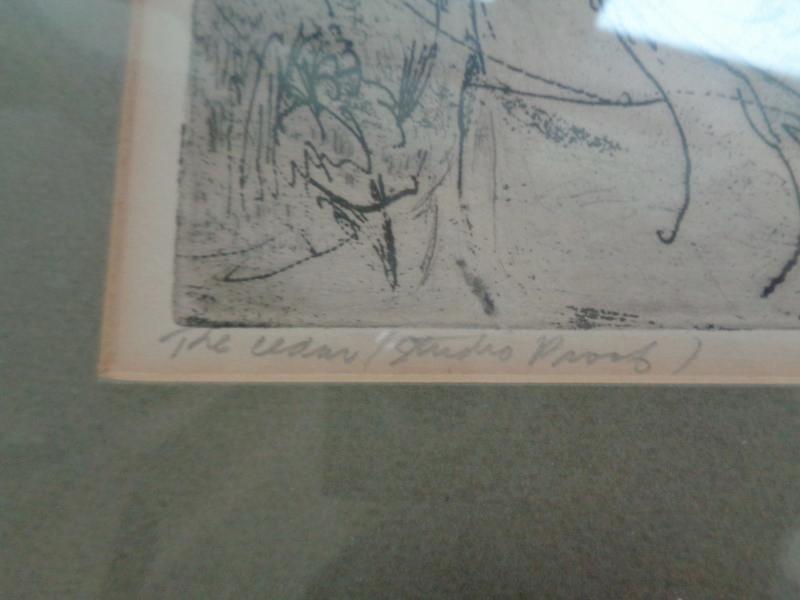 The cedar (Studio Proof)